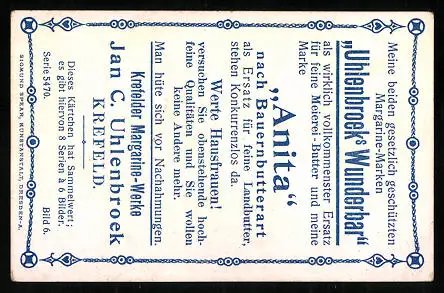 Meine beiden gesetzlich geschützten
Margarine-Marken
„Uhlenbroek's Wunderbar“
als wirklich vollkommenster Ersatz
für feine Meierei-Butter und meine
Marke
„Anita“
nach Bauernbutterart
als Ersatz für feine Landbutter,
stehen Konkurrenzlos da.
Werte Hausfrauen!
versuchen Sie obenstehende hoch-
feine Qualitäten und Sie wollen
keine Andere mehr.
Man hüte sich vor Nachahmungen.
Krefelder Margarine-Werke
Jan C. Uhlenbroek
KREFELD.
Dieses Kärtchen hat Sammelwert;
es gibt hiervon 8 Serien à 6 Bilder.
Serie 5470. Bild 6.
SIGMUND SPEAR, KUNSTANSTALT, DRESDEN-A.